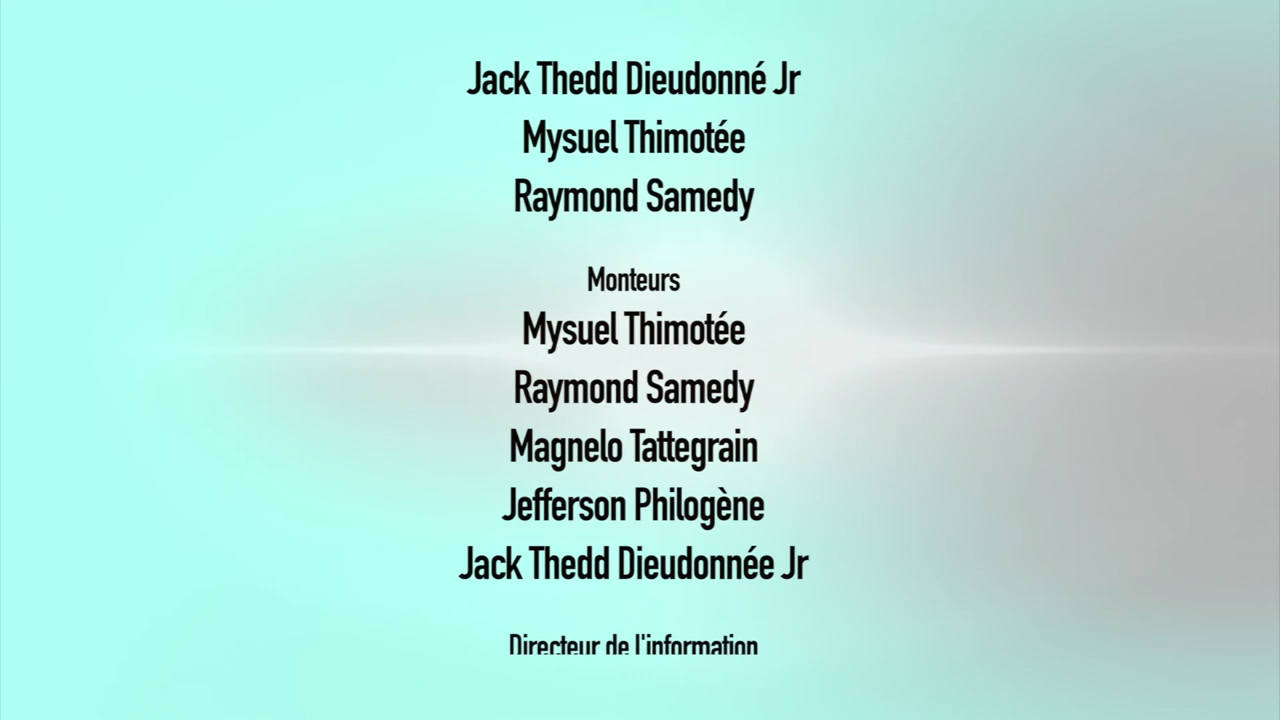 Jack Thedd Dieudonné Jr
Mysuel Thimotée
Raymond Samedy
Monteurs
Mysuel Thimotée
Raymond Samedy
Magnelo Tattegrain
Jefferson Philogène
Jack Thedd Dieudonnée Jr
Directeur de l'information